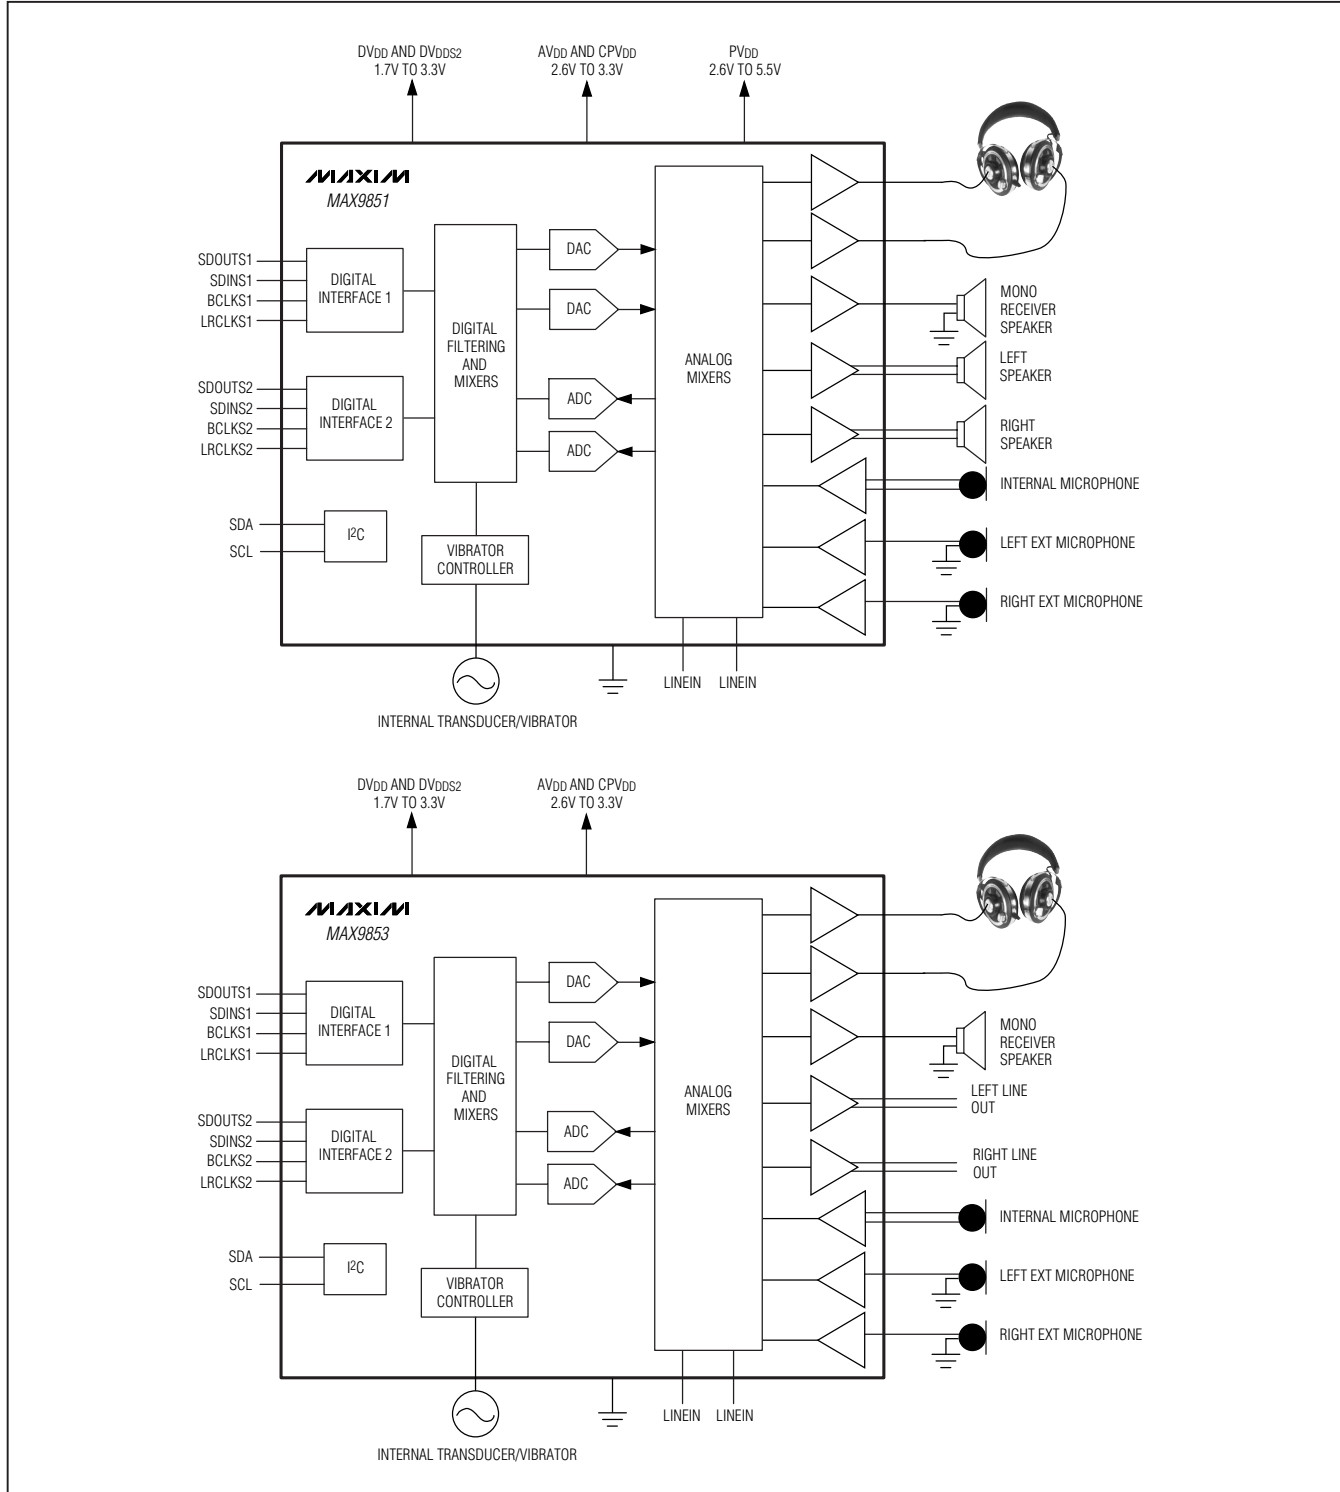 DVDD AND DVDDS2
1.7V TO 3.3V
AVDD AND CPVDD
2.6V TO 3.3V
PVDD
2.6V TO 5.5V
MAXIM
MAX9851
SDOUTS1
SDINS1
BCLKS1
LRCLKS1
DIGITAL
INTERFACE 1
SDOUTS2
SDINS2
BCLKS2
LRCLKS2
DIGITAL
INTERFACE 2
SDA
SCL
I2C
DIGITAL
FILTERING
AND
MIXERS
VIBRATOR
CONTROLLER
DAC
DAC
ADC
ADC
ANALOG
MIXERS
MONO
RECEIVER
SPEAKER
LEFT
SPEAKER
RIGHT
SPEAKER
INTERNAL MICROPHONE
LEFT EXT MICROPHONE
RIGHT EXT MICROPHONE
LINEIN
LINEIN
INTERNAL TRANSDUCER/VIBRATOR
DVDD AND DVDDS2
1.7V TO 3.3V
AVDD AND CPVDD
2.6V TO 3.3V
MAXIM
MAX9853
SDOUTS1
SDINS1
BCLKS1
LRCLKS1
DIGITAL
INTERFACE 1
SDOUTS2
SDINS2
BCLKS2
LRCLKS2
DIGITAL
INTERFACE 2
SDA
SCL
I2C
DIGITAL
FILTERING
AND
MIXERS
VIBRATOR
CONTROLLER
DAC
DAC
ADC
ADC
ANALOG
MIXERS
MONO
RECEIVER
SPEAKER
LEFT LINE
OUT
RIGHT LINE
OUT
INTERNAL MICROPHONE
LEFT EXT MICROPHONE
RIGHT EXT MICROPHONE
LINEIN
LINEIN
INTERNAL TRANSDUCER/VIBRATOR